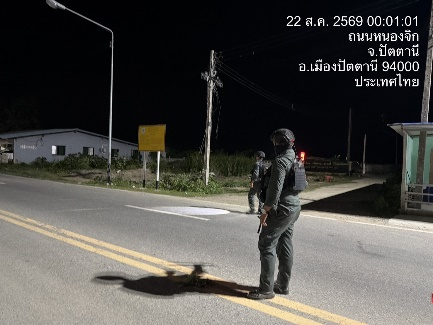 22 ส.ค. 2569 00:01:01
ถนนหนองจิก
จ.ปัตตานี
อ.เมืองปัตตานี 94000
ประเทศไทย